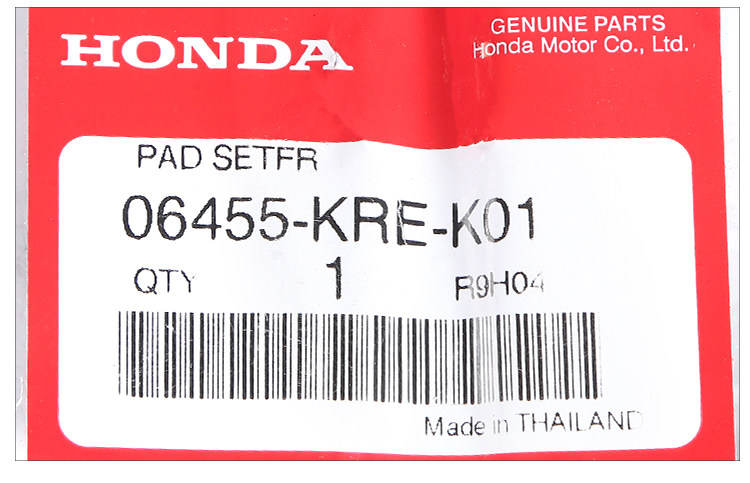 HONDA
GENUINE PARTS
Honda Motor Co., Ltd.
PAD SETFR
06455-KRE-K01
QTY 1 R9H04
Made in THAILAND